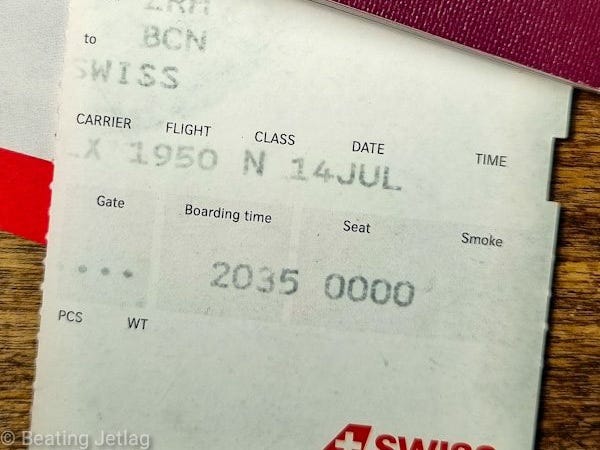 to BCN
SWISS
CARRIER FLIGHT CLASS DATE TIME
X 1950 N 14JUL
Gate Boarding time Seat Smoke
... 2035 0000
PCS WT
SWISS
© Beating Jetlag